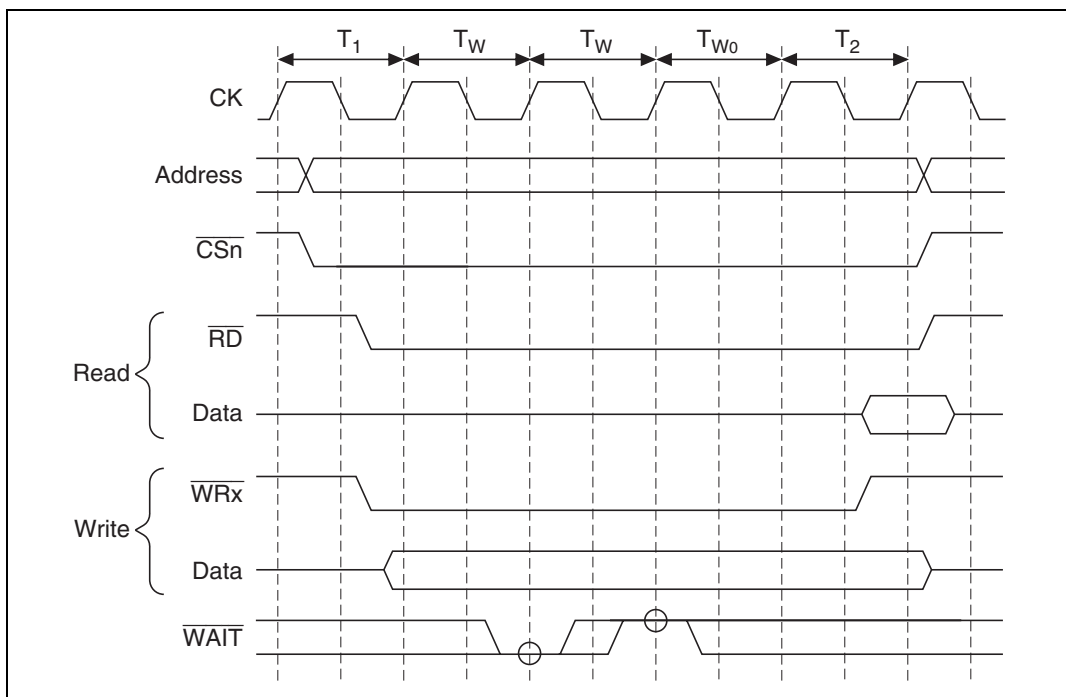 T1 TW TW TW0 T2
CK
Address
CSn
RD
Read
Data
WRx
Write
Data
WAIT